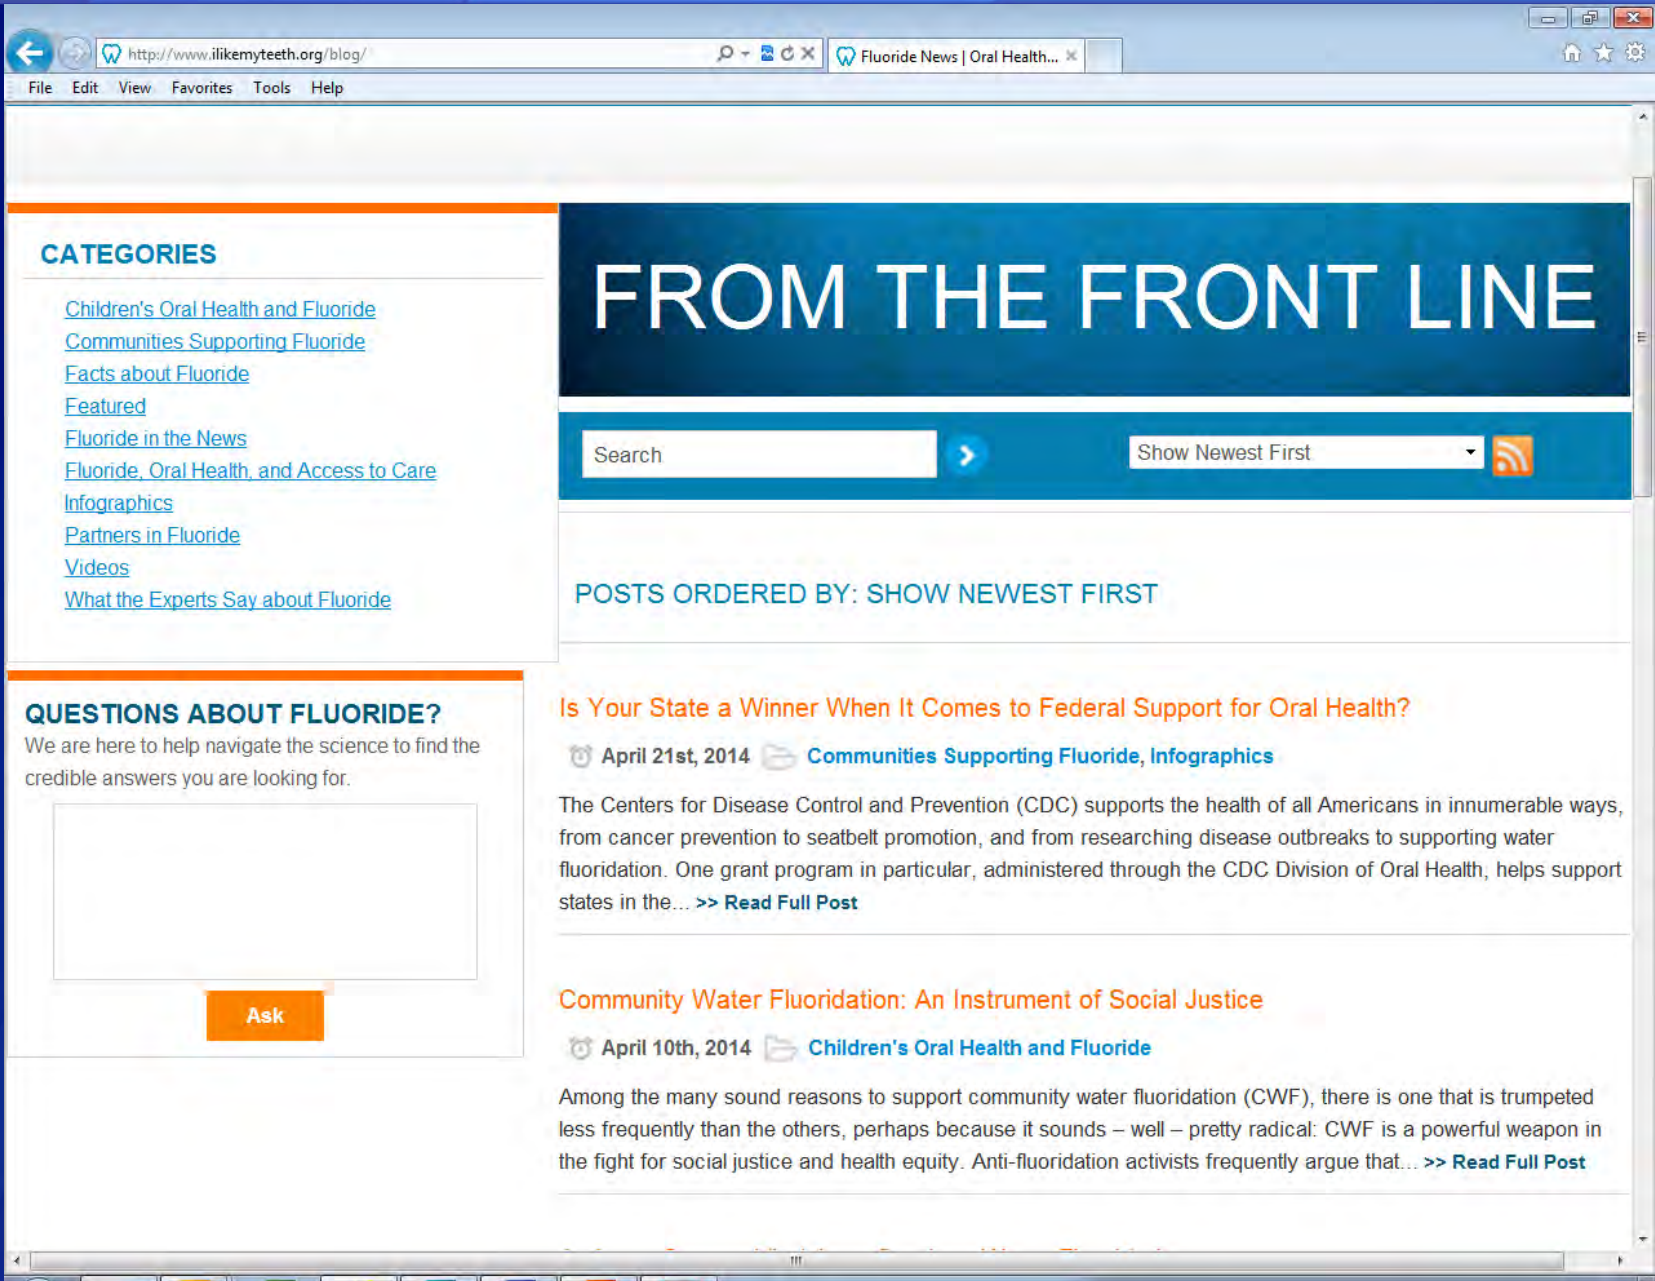 http://www.ilikemyteeth.org/blog/
Fluoride News | Oral Health...
File Edit View Favorites Tools Help
CATEGORIES
Children's Oral Health and Fluoride
Communities Supporting Fluoride
Facts about Fluoride
Featured
Fluoride in the News
Fluoride, Oral Health, and Access to Care
Infographics
Partners in Fluoride
Videos
What the Experts Say about Fluoride
QUESTIONS ABOUT FLUORIDE?
We are here to help navigate the science to find the
credible answers you are looking for.
Ask
FROM THE FRONT LINE
Search
Show Newest First
POSTS ORDERED BY: SHOW NEWEST FIRST
Is Your State a Winner When It Comes to Federal Support for Oral Health?
April 21st, 2014 Communities Supporting Fluoride, Infographics
The Centers for Disease Control and Prevention (CDC) supports the health of all Americans in innumerable ways,
from cancer prevention to seatbelt promotion, and from researching disease outbreaks to supporting water
fluoridation. One grant program in particular, administered through the CDC Division of Oral Health, helps support
states in the... >> Read Full Post
Community Water Fluoridation: An Instrument of Social Justice
April 10th, 2014 Children's Oral Health and Fluoride
Among the many sound reasons to support community water fluoridation (CWF), there is one that is trumpeted
less frequently than the others, perhaps because it sounds – well – pretty radical: CWF is a powerful weapon in
the fight for social justice and health equity. Anti-fluoridation activists frequently argue that... >> Read Full Post